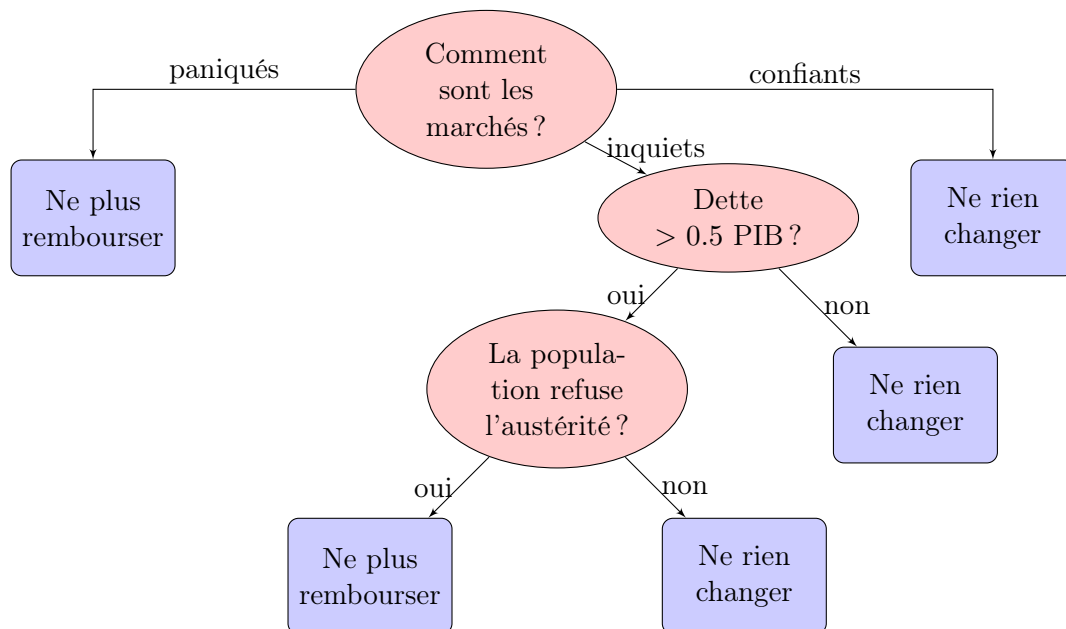 Comment
sont les
marchés ?
paniqués
confiants
inquiets
Ne plus
rembourser
Dette
> 0.5 PIB ?
Ne rien
changer
oui
non
La popula-
tion refuse
l'austérité ?
Ne rien
changer
oui
non
Ne plus
rembourser
Ne rien
changer